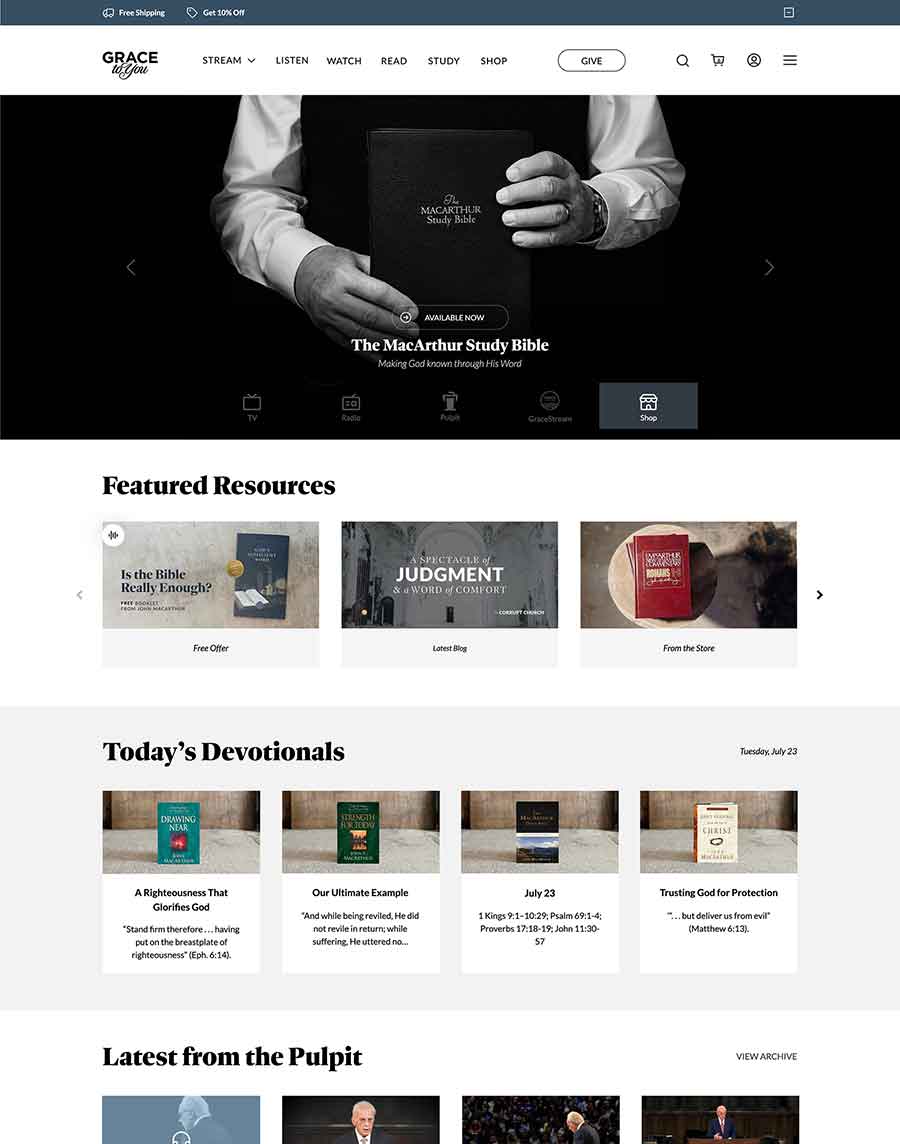 Free Shipping
Get 10% Off
GRACE
to You
STREAM
LISTEN
WATCH
READ
STUDY
SHOP
GIVE
The
MACARTHUR
Study Bible
AVAILABLE NOW
The MacArthur Study Bible
Making God known through His Word
TV
Radio
Pulpit
GraceStream
Shop
Featured Resources
Is the Bible
Really Enough?
FREE BOOKLET
FROM JOHN MACARTHUR
A SPECTACLE of
JUDGMENT
& a WORD of COMFORT
CORRUPT CHURCH
MACARTHUR
COMMENTARY
ROMANS
Free Offer
Latest Blog
From the Store
Today’s Devotionals
Tuesday, July 23
DRAWING
NEAR
JOHN
MACARTHUR
STRENGTH
FOR TODAY
JOHN
MACARTHUR
MACARTHUR
CHRIST
MACARTHUR
A Righteousness That
Glorifies God
“Stand firm therefore . . . having
put on the breastplate of
righteousness” (Eph. 6:14).
Our Ultimate Example
“And while being reviled, He did
not revile in return; while
suffering, He uttered no...
July 23
1 Kings 9:1–10:29; Psalm 69:1-4;
Proverbs 17:18-19; John 11:30-
57
Trusting God for Protection
“‘. . . but deliver us from evil”
(Matthew 6:13).
Latest from the Pulpit
VIEW ARCHIVE